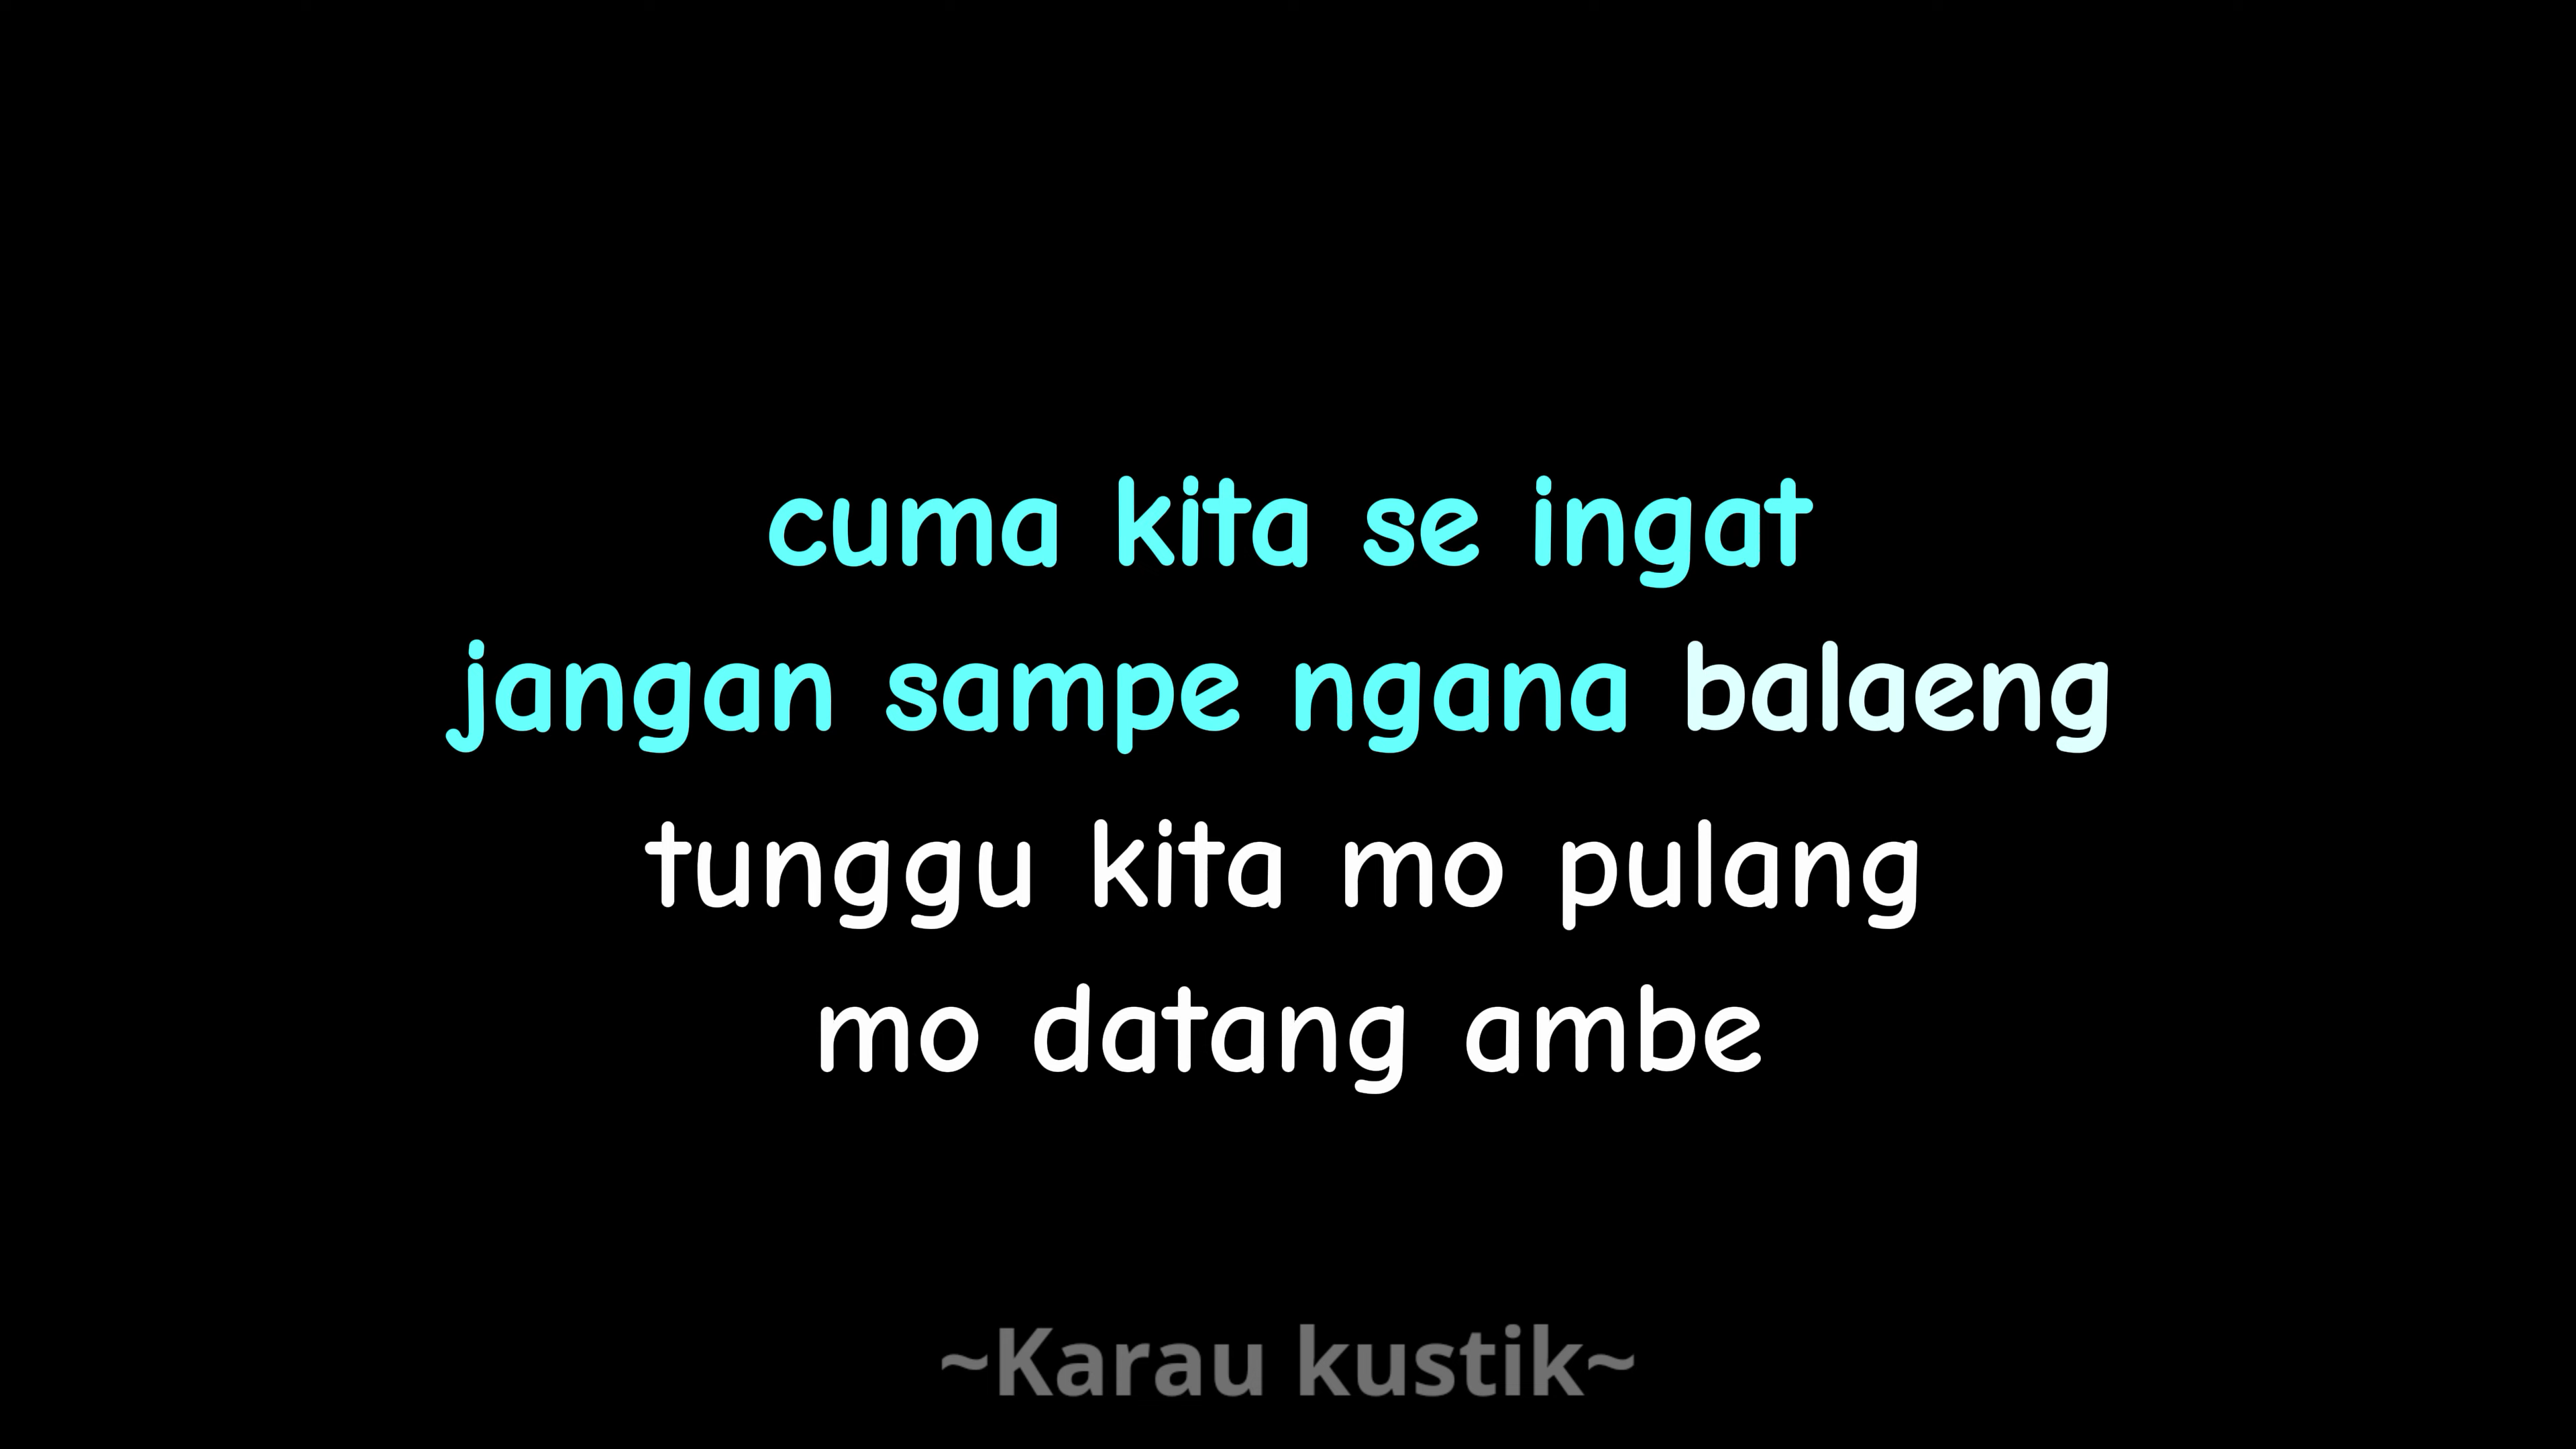 cuma kita se ingat
jangan sampe ngana balaeng
tunggu kita mo pulang
mo datang ambe
~Karau kustik~